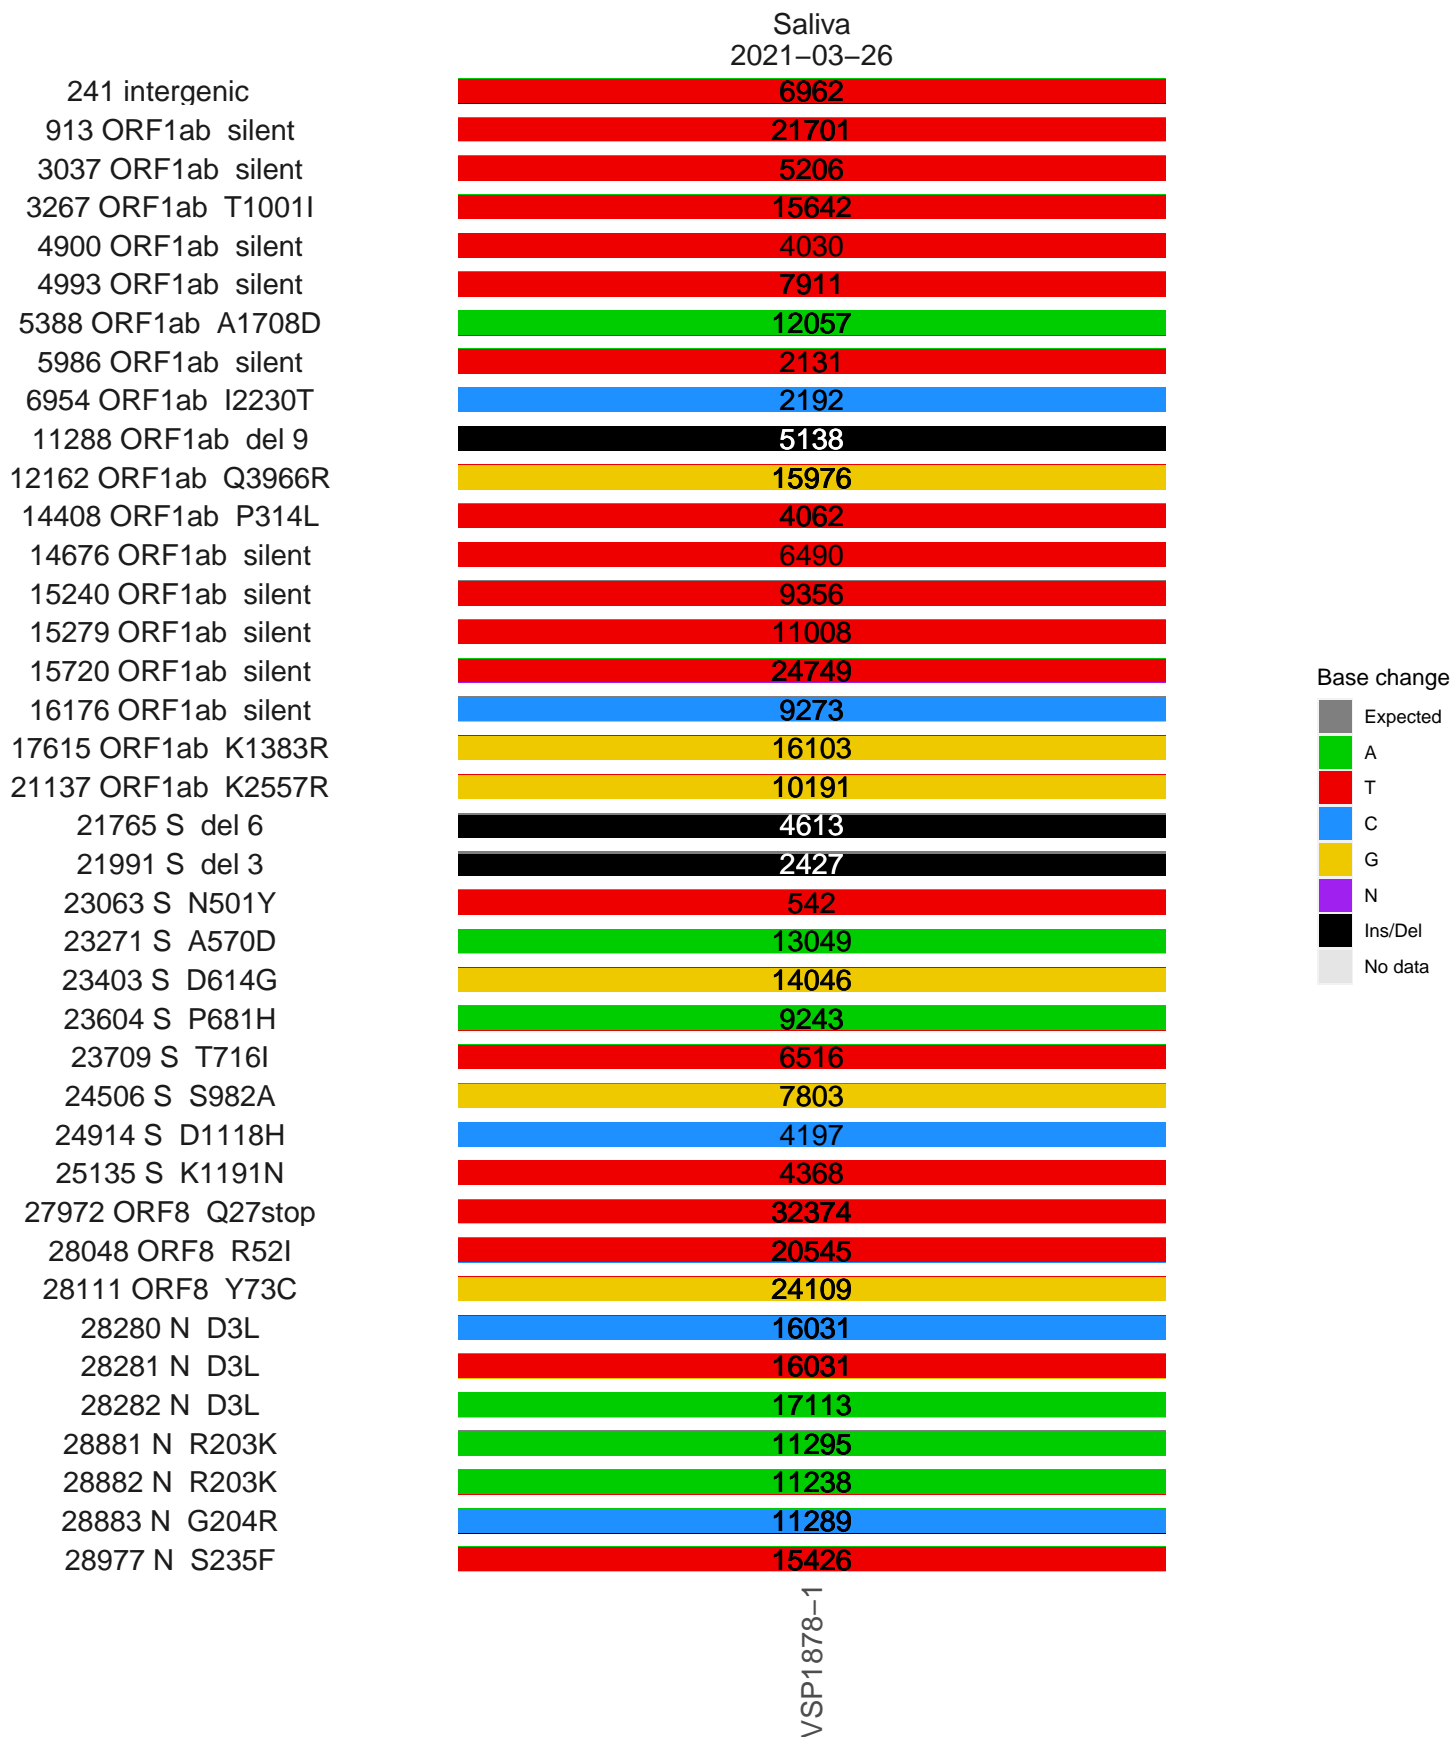 Saliva
2021−03−26
241 intergenic 6962
913 ORF1ab silent 21701
3037 ORF1ab silent 5206
3267 ORF1ab T1001I 15642
4900 ORF1ab silent 4030
4993 ORF1ab silent 7911
5388 ORF1ab A1708D 12057
5986 ORF1ab silent 2131
6954 ORF1ab I2230T 2192
11288 ORF1ab del 9 5138
12162 ORF1ab Q3966R 15976
14408 ORF1ab P314L 4062
14676 ORF1ab silent 6490
15240 ORF1ab silent 9356
15279 ORF1ab silent 11008
15720 ORF1ab silent 24749
16176 ORF1ab silent 9273
17615 ORF1ab K1383R 16103
21137 ORF1ab K2557R 10191
21765 S del 6 4613
21991 S del 3 2427
23063 S N501Y 542
23271 S A570D 13049
23403 S D614G 14046
23604 S P681H 9243
23709 S T716I 6516
24506 S S982A 7803
24914 S D1118H 4197
25135 S K1191N 4368
27972 ORF8 Q27stop 32374
28048 ORF8 R52I 20545
28111 ORF8 Y73C 24109
28280 N D3L 16031
28281 N D3L 16031
28282 N D3L 17113
28881 N R203K 11295
28882 N R203K 11238
28883 N G204R 11289
28977 N S235F 15426
VSP1878−1
Base change
Expected
A
T
C
G
N
Ins/Del
No data